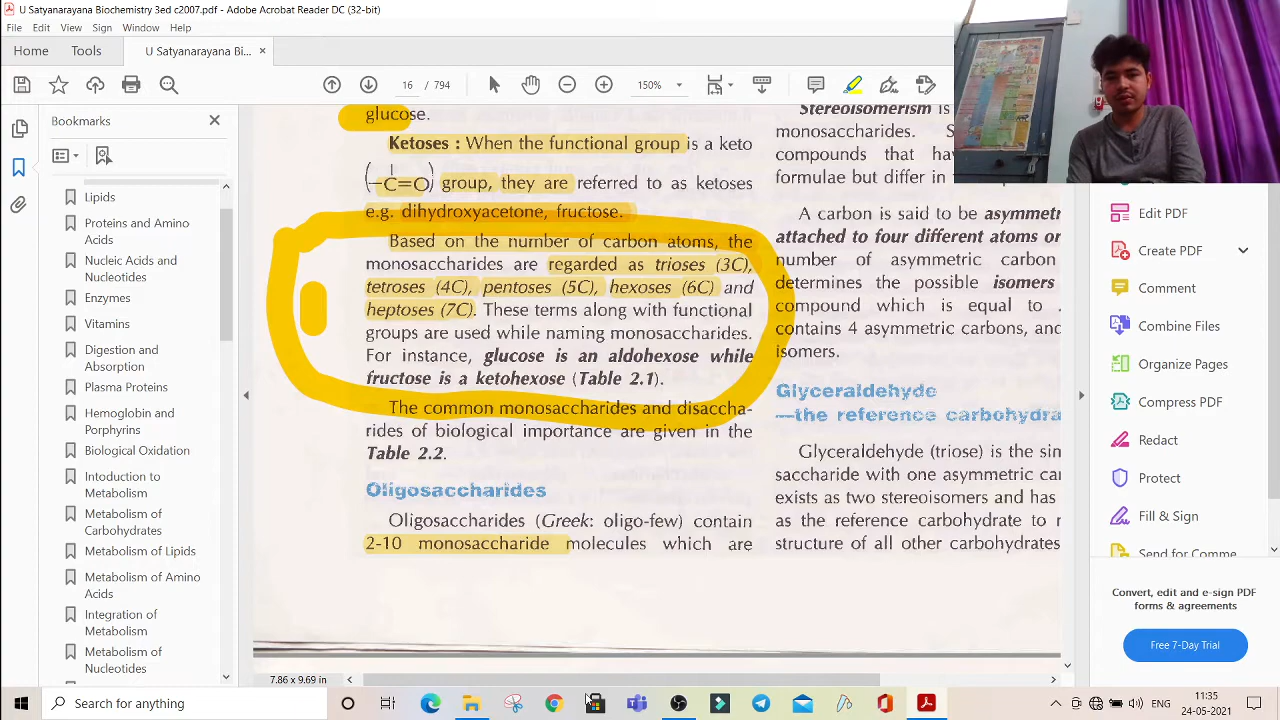 U Satyanarayana Biochemistry 3ed c2007.pdf - Adobe Acrobat Reader DC (32-bit)
File Edit View Sign Window Help
Home Tools U Satyanarayana Bi... ×
16 / 794 150%
Bookmarks
Lipids
Proteins and Amino
Acids
Nucleic Acids and
Nucleotides
Enzymes
Vitamins
Digestion and
Absorption
Plasma Proteins
Hemoglobin and
Porphyrins
Biological Oxidation
Intoduction to
Metabolism
Metabolism of
Carbohydrates
Metabolism of Lipids
Metabolism of Amino
Acids
Integration of
Metabolism
Metabolism of
Nucleotides
glucose.
Ketoses : When the functional group is a keto
(—C=O) group, they are referred to as ketoses
e.g. dihydroxyacetone, fructose.
Based on the number of carbon atoms, the
monosaccharides are regarded as trioses (3C),
tetroses (4C), pentoses (5C), hexoses (6C) and
heptoses (7C). These terms along with functional
groups are used while naming monosaccharides.
For instance, glucose is an aldohexose while
fructose is a ketohexose (Table 2.1).
The common monosaccharides and disaccha-
rides of biological importance are given in the
Table 2.2.
Oligosaccharides
Oligosaccharides (Greek: oligo-few) contain
2-10 monosaccharide molecules which are
Stereoisomerism is
monosaccharides. S
compounds that hav
formulae but differ in
A carbon is said to be asymmetr
attached to four different atoms or
number of asymmetric carbon
determines the possible isomers
compound which is equal to
contains 4 asymmetric carbons, and
isomers.
Glyceraldehyde
—the reference carbohydra
Glyceraldehyde (triose) is the sim
saccharide with one asymmetric car
exists as two stereoisomers and has
as the reference carbohydrate to r
structure of all other carbohydrates
Edit PDF
Create PDF
Comment
Combine Files
Organize Pages
Compress PDF
Redact
Protect
Fill & Sign
Send for Comme
Convert, edit and e-sign PDF
forms & agreements
Free 7-Day Trial
7.86 x 9.69 in
Type here to search
ENG
11:35
24-05-2021